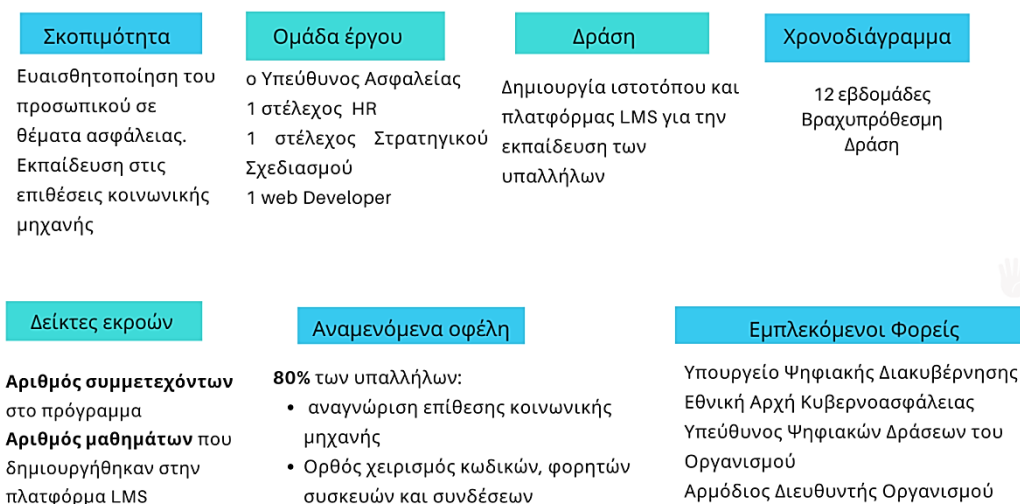 Σκοπιμότητα
Ευαισθητοποίηση του
προσωπικού σε
θέματα ασφάλειας.
Εκπαίδευση στις
επιθέσεις κοινωνικής
μηχανής
Ομάδα έργου
ο Υπεύθυνος Ασφαλείας
1 στέλεχος HR
1 στέλεχος Στρατηγικού
Σχεδιασμού
1 web Developer
Δράση
Δημιουργία ιστοτόπου και
πλατφόρμας LMS για την
εκπαίδευση των
υπαλλήλων
Χρονοδιάγραμμα
12 εβδομάδες
Βραχυπρόθεσμη
Δράση
Δείκτες εκροών
Αριθμός συμμετεχόντων
στο πρόγραμμα
Αριθμός μαθημάτων που
δημιουργήθηκαν στην
πλατφόρμα LMS
Αναμενόμενα οφέλη
80% των υπαλλήλων:
• αναγνώριση επίθεσης κοινωνικής
μηχανής
• Ορθός χειρισμός κωδικών, φορητών
συσκευών και συνδέσεων
Εμπλεκόμενοι Φορείς
Υπουργείο Ψηφιακής Διακυβέρνησης
Εθνική Αρχή Κυβερνοασφάλειας
Υπεύθυνος Ψηφιακών Δράσεων του
Οργανισμού
Αρμόδιος Διευθυντής Οργανισμού